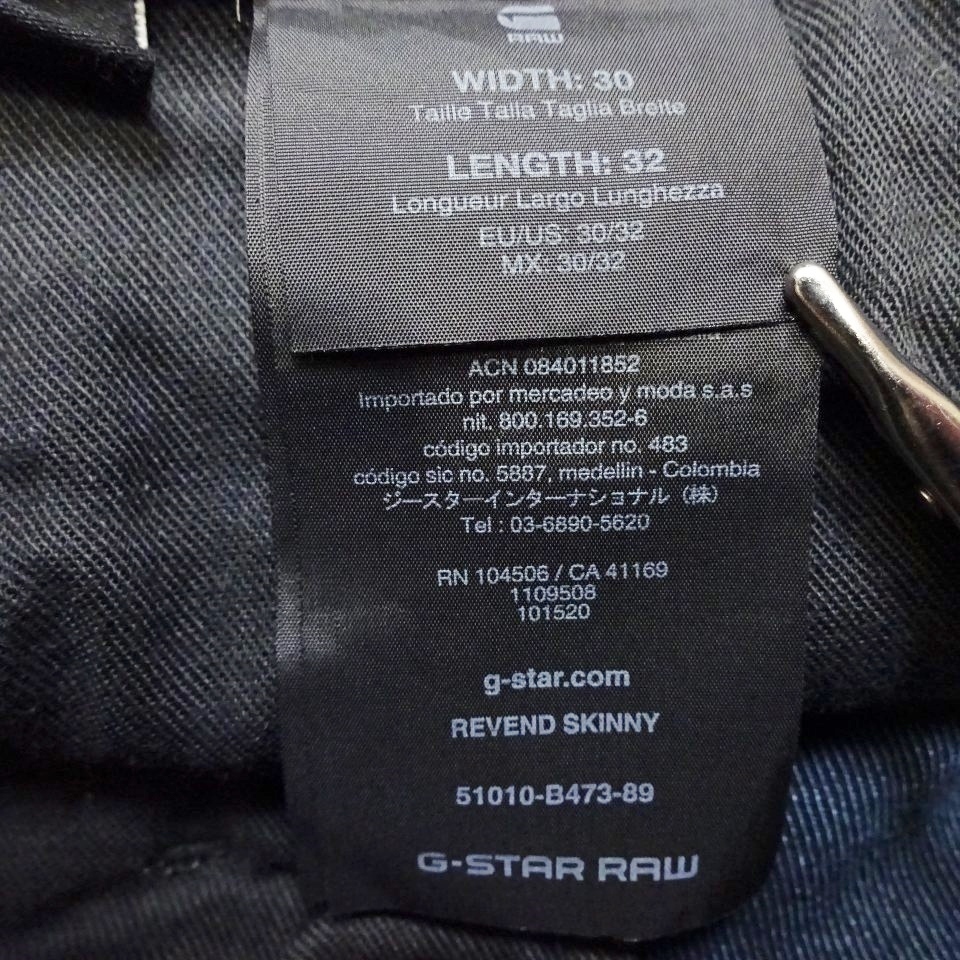 RAW
WIDTH: 30
Taille Talla Taglia Breite
LENGTH: 32
Longueur Largo Lunghezza
EU/US: 30/32
MX: 30/32
ACN 084011852
Importado por mercadeo y moda s.a.s
nit. 800.169.352-6
código importador no. 483
código sic no. 5887, medellin - Colombia
ジースターインターナショナル（株）
Tel : 03-6890-5620
RN 104506 / CA 41169
1109508
101520
g-star.com
REVEND SKINNY
51010-B473-89
G-STAR RAW